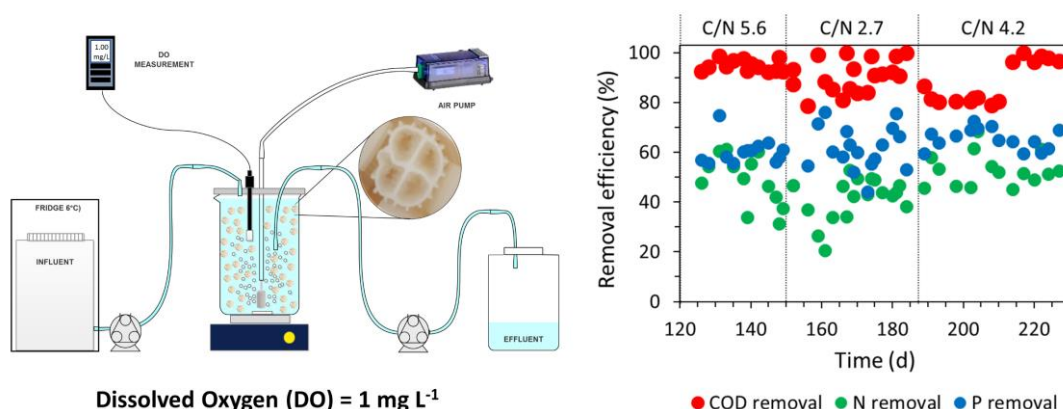 1.00
mg/L
DO
MEASUREMENT
AIR PUMP
FRIDGE 6°C)
INFLUENT
EFFLUENT
Dissolved Oxygen (DO) = 1 mg L-1
C/N 5.6 C/N 2.7 C/N 4.2
Removal efficiency (%)
100
80
60
40
20
0
120 140 160 180 200 220
Time (d)
COD removal N removal P removal